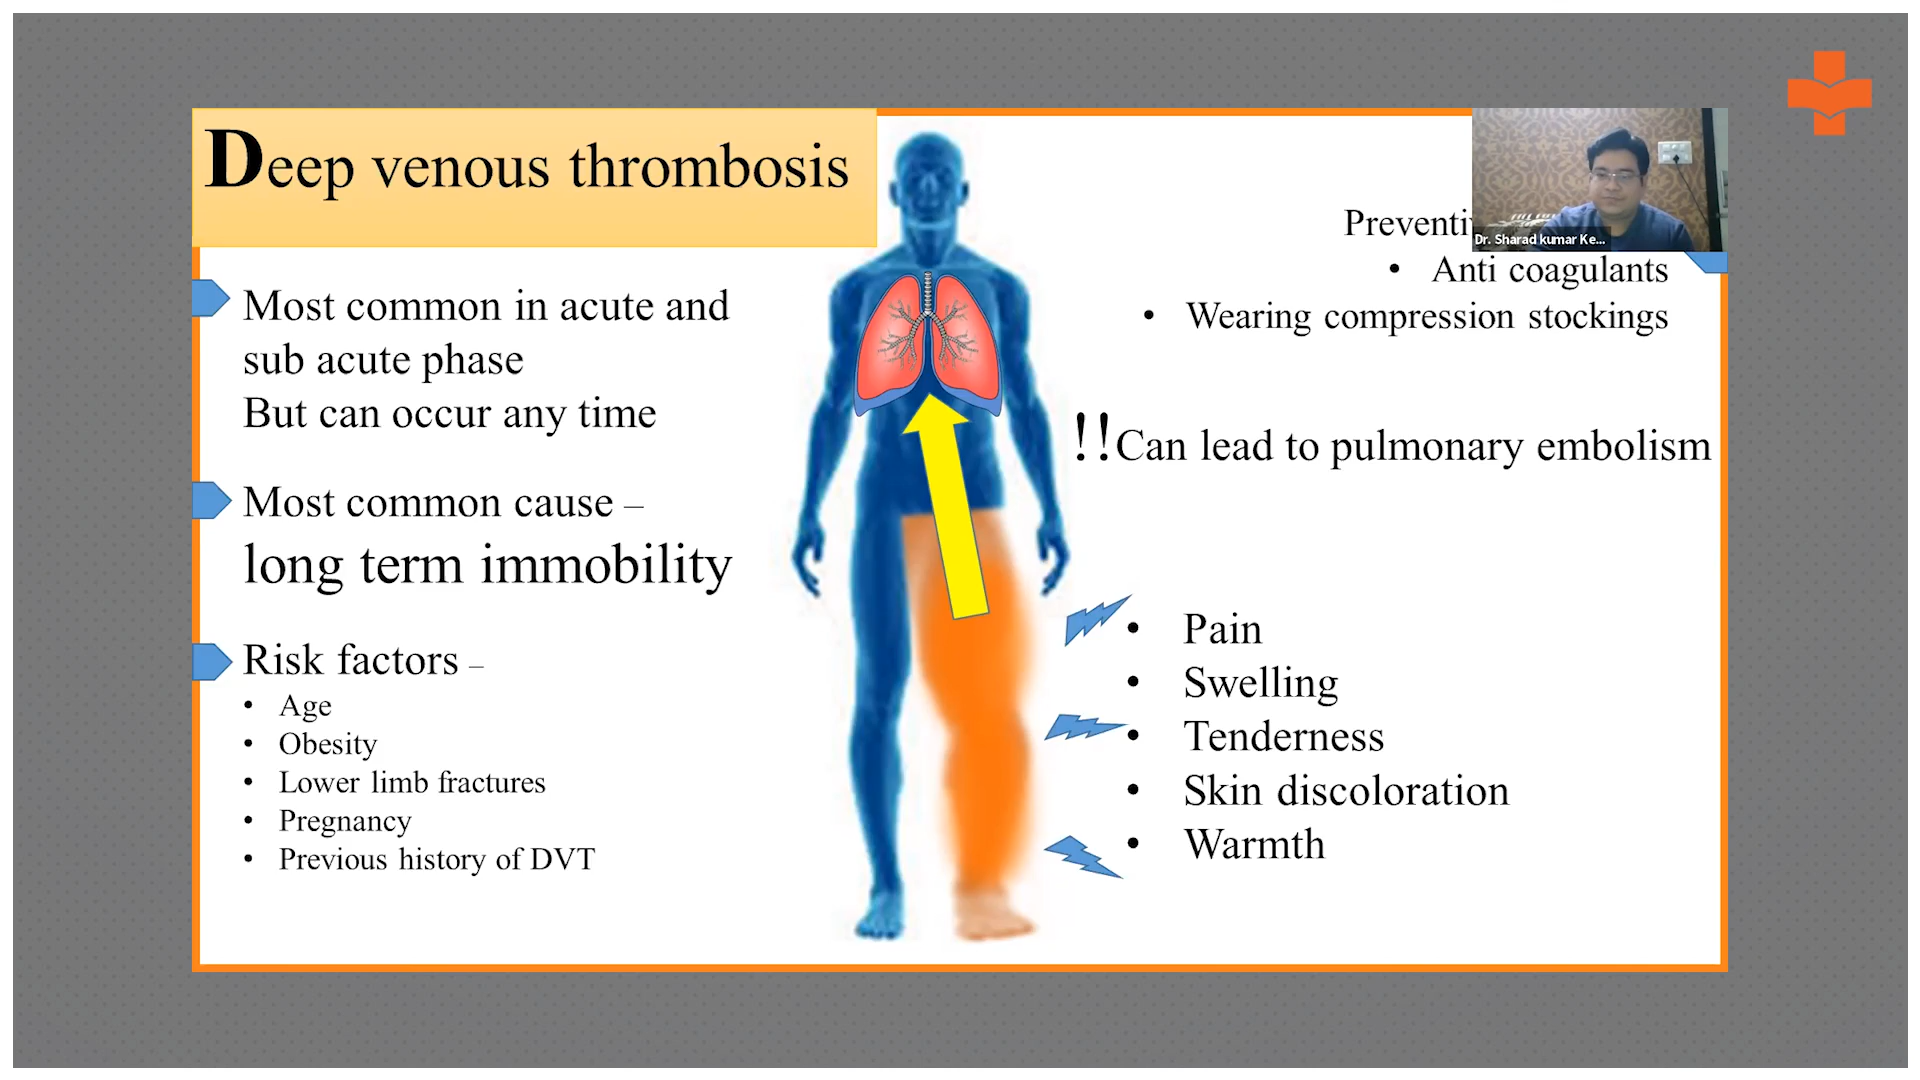 Deep venous thrombosis
Most common in acute and
sub acute phase
But can occur any time
Most common cause –
long term immobility
Risk factors –
• Age
• Obesity
• Lower limb fractures
• Pregnancy
• Previous history of DVT
Dr. Sharad kumar Ke...
• Anti coagulants
• Wearing compression stockings
!!Can lead to pulmonary embolism
• Pain
• Swelling
• Tenderness
• Skin discoloration
• Warmth